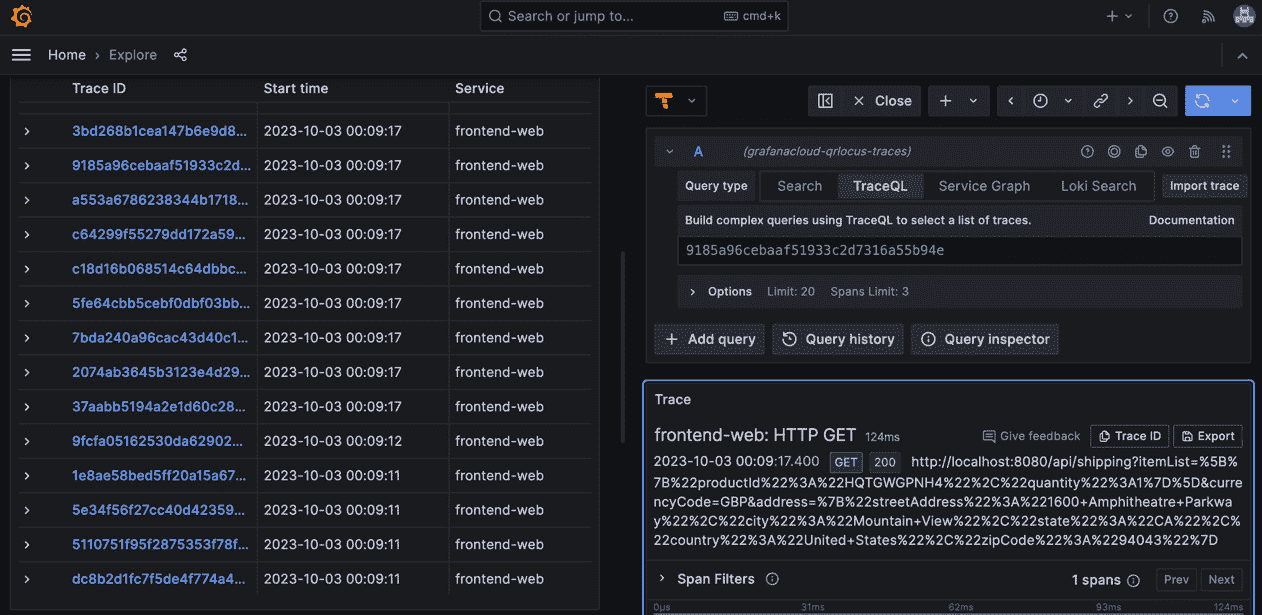 Search or jump to... cmd+k
Home › Explore
Trace ID Start time Service
3bd268b1cea147b6e9d8... 2023-10-03 00:09:17 frontend-web
9185a96cebaaf51933c2d... 2023-10-03 00:09:17 frontend-web
a553a6786238344b1718... 2023-10-03 00:09:17 frontend-web
c64299f55279dd172a59... 2023-10-03 00:09:17 frontend-web
c18d16b068514c64dbbc... 2023-10-03 00:09:17 frontend-web
5fe64cbb5cebf0dbf03bb... 2023-10-03 00:09:17 frontend-web
7bda240a96cac43d40c1... 2023-10-03 00:09:17 frontend-web
2074ab3645b3123e4d29... 2023-10-03 00:09:17 frontend-web
37aabb5194a2e1d60c28... 2023-10-03 00:09:17 frontend-web
9fcfa05162530da62902... 2023-10-03 00:09:12 frontend-web
1e8ae58bed5ff20a15a67... 2023-10-03 00:09:11 frontend-web
5e34f56f27cc40d42359... 2023-10-03 00:09:11 frontend-web
5110751f95f2875353f78f... 2023-10-03 00:09:11 frontend-web
dc8b2d1fc7f5de4f774a4... 2023-10-03 00:09:11 frontend-web
Close
A (grafanacloud-qrlocus-traces)
Query type Search TraceQL Service Graph Loki Search Import trace
Build complex queries using TraceQL to select a list of traces. Documentation
9185a96cebaaf51933c2d7316a55b94e
Options Limit: 20 Spans Limit: 3
+ Add query Query history Query inspector
Trace
frontend-web: HTTP GET 124ms Give feedback Trace ID Export
2023-10-03 00:09:17.400 GET 200 http://localhost:8080/api/shipping?itemList=%5B%
7B%22productId%22%3A%22HQTGWGPNH4%22%2C%22quantity%22%3A1%7D%5D&curre
ncyCode=GBP&address=%7B%22streetAddress%22%3A%221600+Amphitheatre+Parkwa
y%22%2C%22city%22%3A%22Mountain+View%22%2C%22state%22%3A%22CA%22%2C%
22country%22%3A%22United+States%22%2C%22zipCode%22%3A%2294043%22%7D
Span Filters 1 spans Prev Next
0µs 31ms 62ms 93ms 124ms